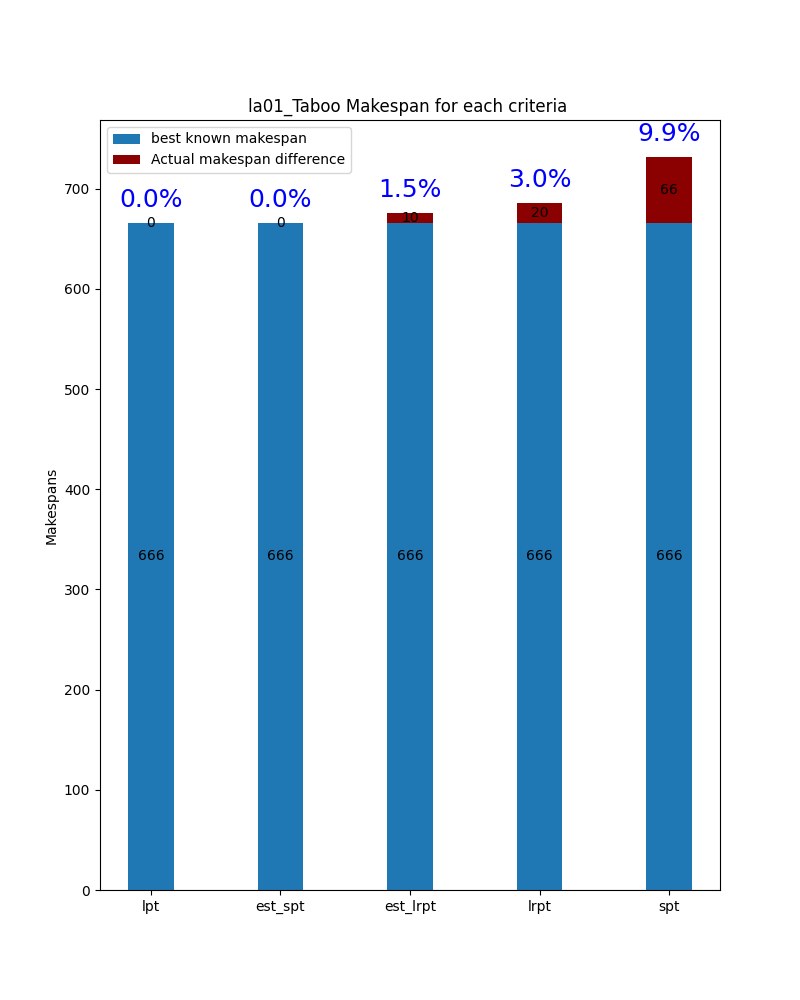 la01_Taboo Makespan for each criteria
best known makespan
Actual makespan difference
0.0%
0.0%
1.5%
3.0%
9.9%
0
0
10
20
66
666
666
666
666
666
Makespans
700
600
500
400
300
200
100
0
lpt
est_spt
est_lrpt
lrpt
spt